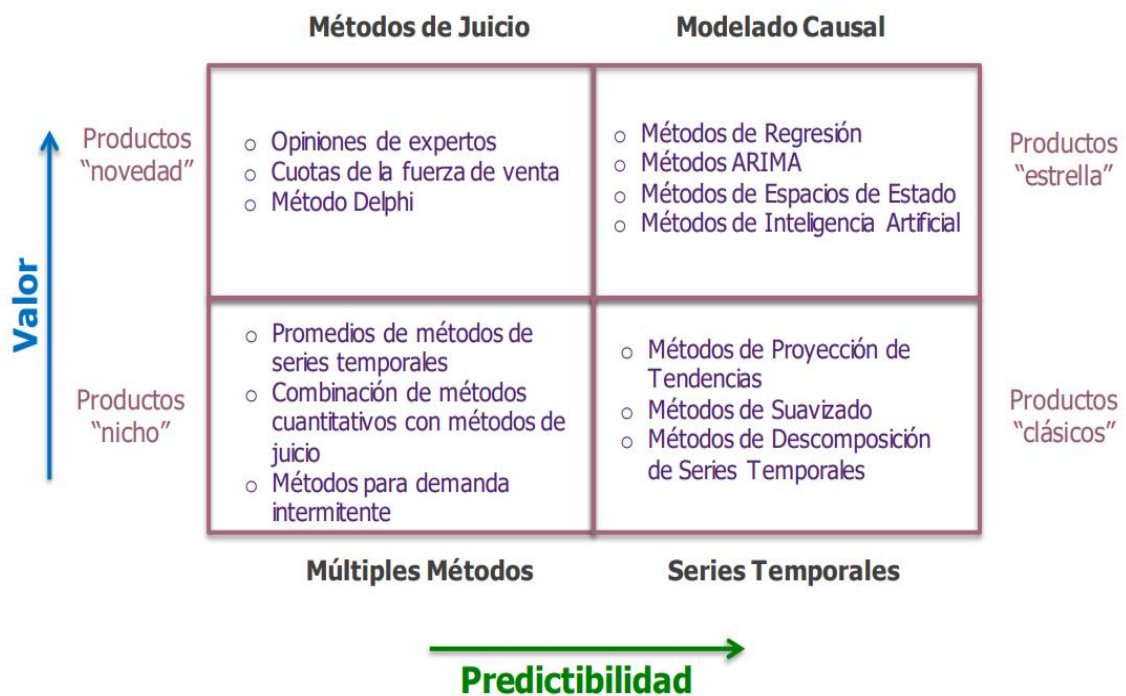 Métodos de Juicio
Modelado Causal
Valor
Productos
“novedad”
o Opiniones de expertos
o Cuotas de la fuerza de venta
o Método Delphi
o Métodos de Regresión
o Métodos ARIMA
o Métodos de Espacios de Estado
o Métodos de Inteligencia Artificial
Productos
“estrella”
Productos
“nicho”
o Promedios de métodos de
series temporales
o Combinación de métodos
cuantitativos con métodos de
juicio
o Métodos para demanda
intermitente
o Métodos de Proyección de
Tendencias
o Métodos de Suavizado
o Métodos de Descomposición
de Series Temporales
Productos
“clásicos”
Múltiples Métodos
Series Temporales
Predictibilidad